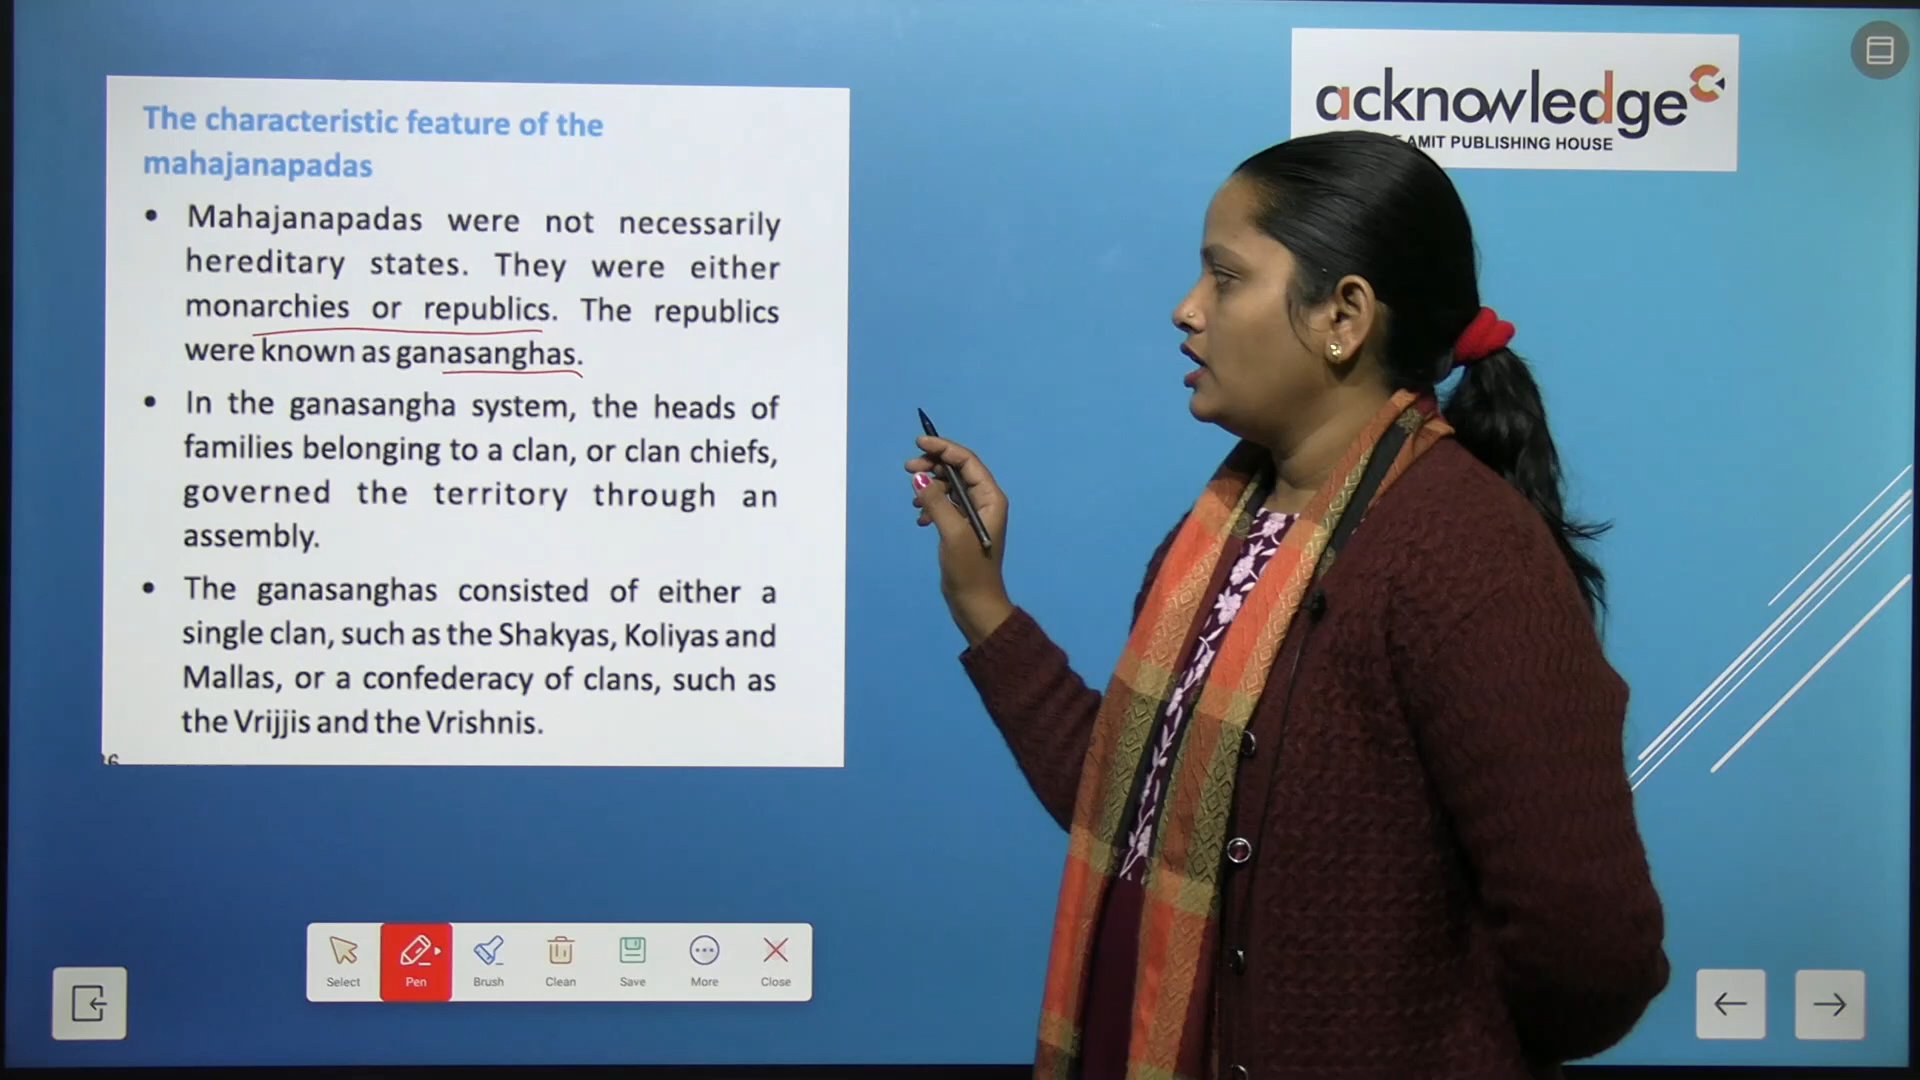 The characteristic feature of the
mahajanapadas
• Mahajanapadas were not necessarily
hereditary states. They were either
monarchies or republics. The republics
were known as ganasanghas.
• In the ganasangha system, the heads of
families belonging to a clan, or clan chiefs,
governed the territory through an
assembly.
• The ganasanghas consisted of either a
single clan, such as the Shakyas, Koliyas and
Mallas, or a confederacy of clans, such as
the Vrijjis and the Vrishnis.
acknowledge
AMIT PUBLISHING HOUSE
Select
Pen
Brush
Clean
Save
More
Close